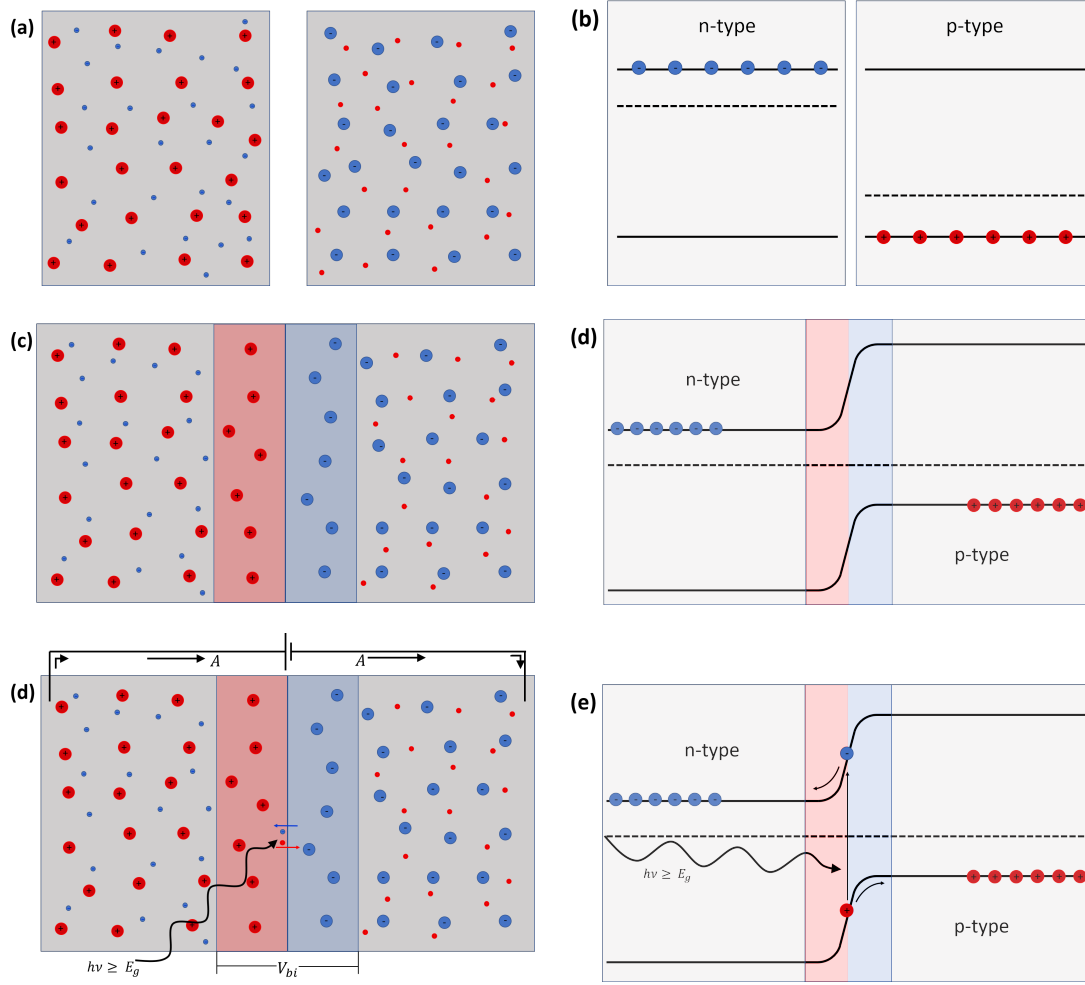 (a)
(b)
n-type
p-type
(c)
(d)
n-type
p-type
(d)
A
A
hν ≥ E_g
V_bi
(e)
n-type
hν ≥ E_g
p-type